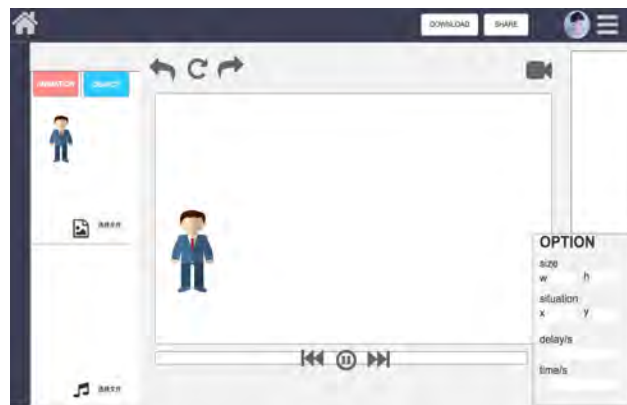 DOWNLOAD
SHARE
ANIMATION
OBJECT
OPTION
size
w h
situation
x y
delay/s
time/s